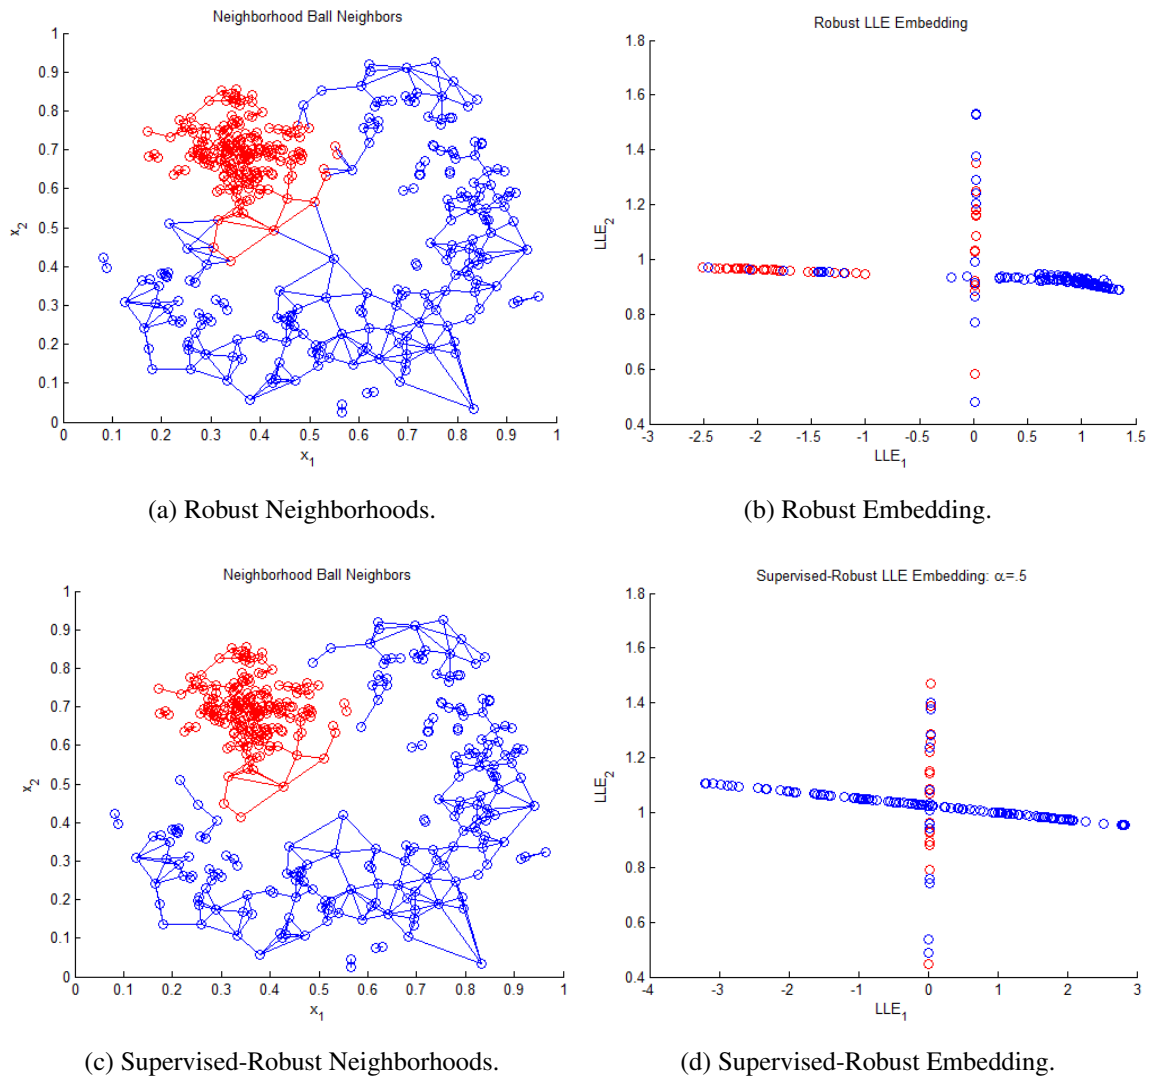 Neighborhood Ball Neighbors
1
0.9
0.8
0.7
0.6
0.5
0.4
0.3
0.2
0.1
0
x_2
0 0.1 0.2 0.3 0.4 0.5 0.6 0.7 0.8 0.9 1
x_1
(a) Robust Neighborhoods.
Robust LLE Embedding
1.8
1.6
1.4
1.2
1
0.8
0.6
0.4
LLE_2
-3 -2.5 -2 -1.5 -1 -0.5 0 0.5 1 1.5
LLE_1
(b) Robust Embedding.
Neighborhood Ball Neighbors
1
0.9
0.8
0.7
0.6
0.5
0.4
0.3
0.2
0.1
0
x_2
0 0.1 0.2 0.3 0.4 0.5 0.6 0.7 0.8 0.9 1
x_1
(c) Supervised-Robust Neighborhoods.
Supervised-Robust LLE Embedding: α=.5
1.8
1.6
1.4
1.2
1
0.8
0.6
0.4
LLE_2
-4 -3 -2 -1 0 1 2 3
LLE_1
(d) Supervised-Robust Embedding.